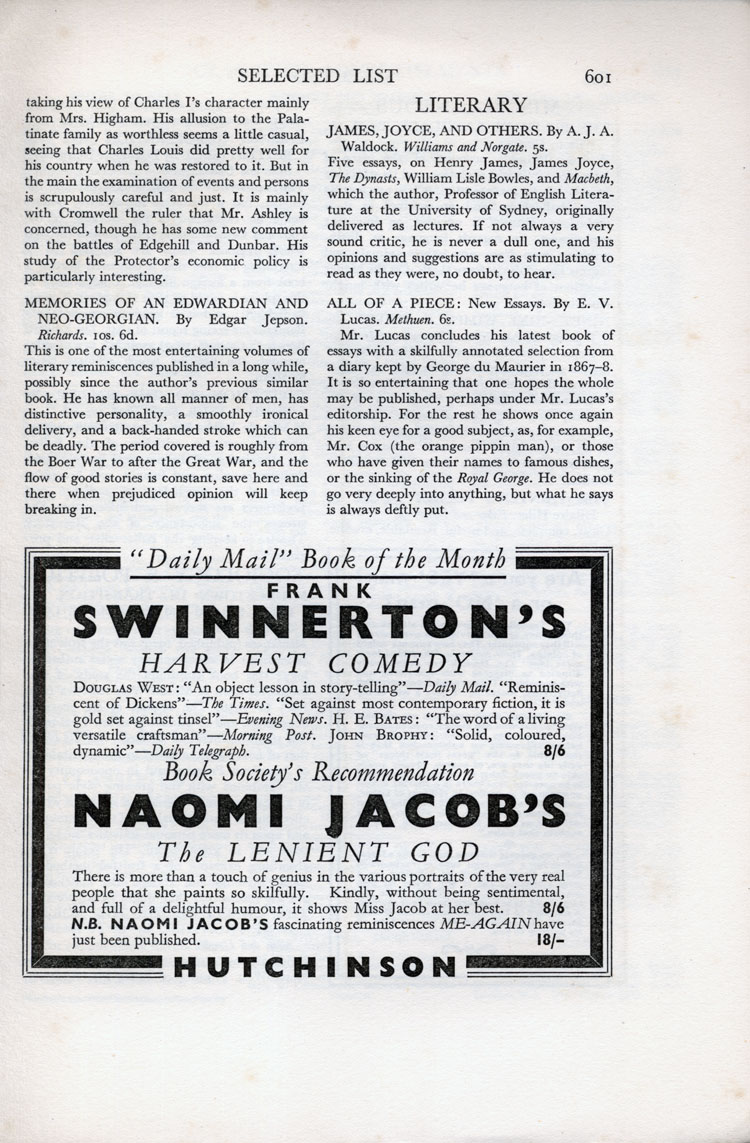 SELECTED LIST 601
taking his view of Charles I's character mainly
from Mrs. Higham. His allusion to the Pala-
tinate family as worthless seems a little casual,
seeing that Charles Louis did pretty well for
his country when he was restored to it. But in
the main the examination of events and persons
is scrupulously careful and just. It is mainly
with Cromwell the ruler that Mr. Ashley is
concerned, though he has some new comment
on the battles of Edgehill and Dunbar. His
study of the Protector's economic policy is
particularly interesting.
MEMORIES OF AN EDWARDIAN AND
NEO-GEORGIAN. By Edgar Jepson.
Richards. 10s. 6d.
This is one of the most entertaining volumes of
literary reminiscences published in a long while,
possibly since the author's previous similar
book. He has known all manner of men, has
distinctive personality, a smoothly ironical
delivery, and a back-handed stroke which can
be deadly. The period covered is roughly from
the Boer War to after the Great War, and the
flow of good stories is constant, save here and
there when prejudiced opinion will keep
breaking in.
LITERARY
JAMES, JOYCE, AND OTHERS. By A. J. A.
Waldock. Williams and Norgate. 5s.
Five essays, on Henry James, James Joyce,
The Dynasts, William Lisle Bowles, and Macbeth,
which the author, Professor of English Litera-
ture at the University of Sydney, originally
delivered as lectures. If not always a very
sound critic, he is never a dull one, and his
opinions and suggestions are as stimulating to
read as they were, no doubt, to hear.
ALL OF A PIECE: New Essays. By E. V.
Lucas. Methuen. 6s.
Mr. Lucas concludes his latest book of
essays with a skilfully annotated selection from
a diary kept by George du Maurier in 1867–8.
It is so entertaining that one hopes the whole
may be published, perhaps under Mr. Lucas's
editorship. For the rest he shows once again
his keen eye for a good subject, as, for example,
Mr. Cox (the orange pippin man), or those
who have given their names to famous dishes,
or the sinking of the Royal George. He does not
go very deeply into anything, but what he says
is always deftly put.
"Daily Mail" Book of the Month
FRANK
SWINNERTON'S
HARVEST COMEDY
DOUGLAS WEST: "An object lesson in story-telling"—Daily Mail. "Reminis-
cent of Dickens"—The Times. "Set against most contemporary fiction, it is
gold set against tinsel"—Evening News. H. E. BATES: "The word of a living
versatile craftsman"—Morning Post. JOHN BROPHY: "Solid, coloured,
dynamic"—Daily Telegraph. 8/6
Book Society's Recommendation
NAOMI JACOB'S
The LENIENT GOD
There is more than a touch of genius in the various portraits of the very real
people that she paints so skilfully. Kindly, without being sentimental,
and full of a delightful humour, it shows Miss Jacob at her best. 8/6
N.B. NAOMI JACOB'S fascinating reminiscences ME-AGAIN have
just been published. 18/-
HUTCHINSON